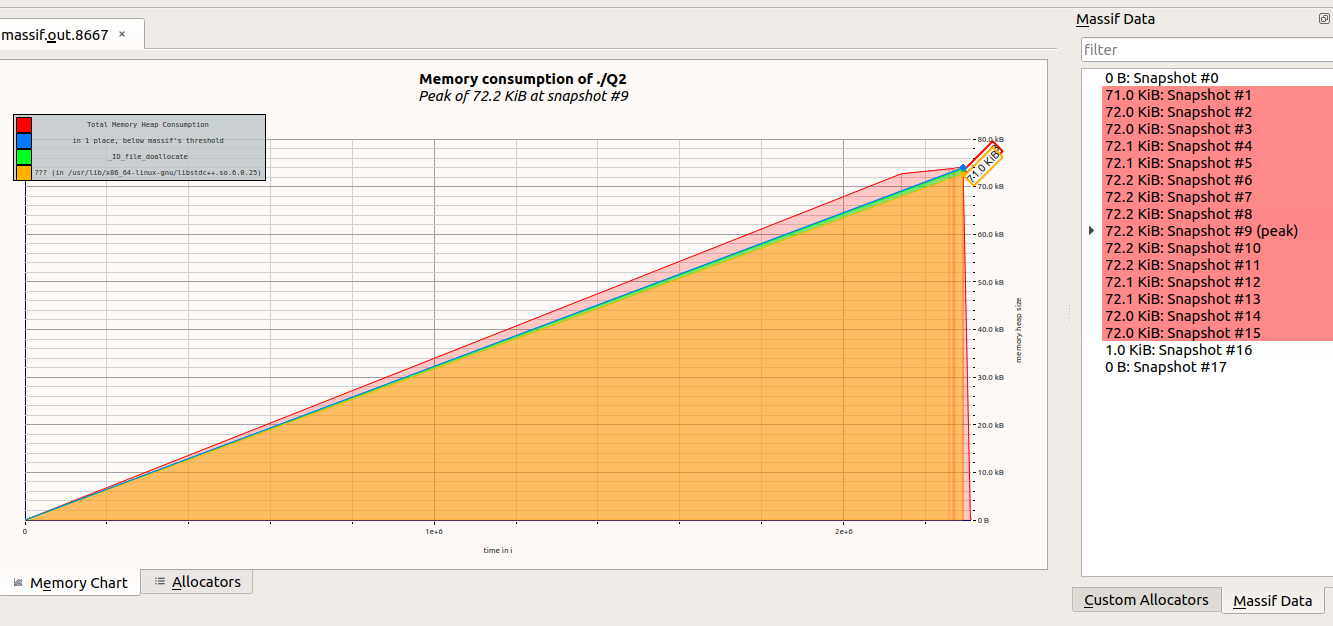 massif.out.8667 ×
Memory consumption of ./Q2
Peak of 72.2 KiB at snapshot #9
Total Memory Heap Consumption
in 1 place, below massif's threshold
_IO_file_doallocate
??? (in /usr/lib/x86_64-linux-gnu/libstdc++.so.6.0.25)
71.0 KiB
80.0 kB
70.0 kB
60.0 kB
50.0 kB
40.0 kB
30.0 kB
20.0 kB
10.0 kB
0 B
memory heap size
0
1e+6
2e+6
time in i
Memory Chart
Allocators
Massif Data
filter
0 B: Snapshot #0
71.0 KiB: Snapshot #1
72.0 KiB: Snapshot #2
72.0 KiB: Snapshot #3
72.1 KiB: Snapshot #4
72.1 KiB: Snapshot #5
72.2 KiB: Snapshot #6
72.2 KiB: Snapshot #7
72.2 KiB: Snapshot #8
72.2 KiB: Snapshot #9 (peak)
72.2 KiB: Snapshot #10
72.2 KiB: Snapshot #11
72.1 KiB: Snapshot #12
72.1 KiB: Snapshot #13
72.0 KiB: Snapshot #14
72.0 KiB: Snapshot #15
1.0 KiB: Snapshot #16
0 B: Snapshot #17
Custom Allocators
Massif Data